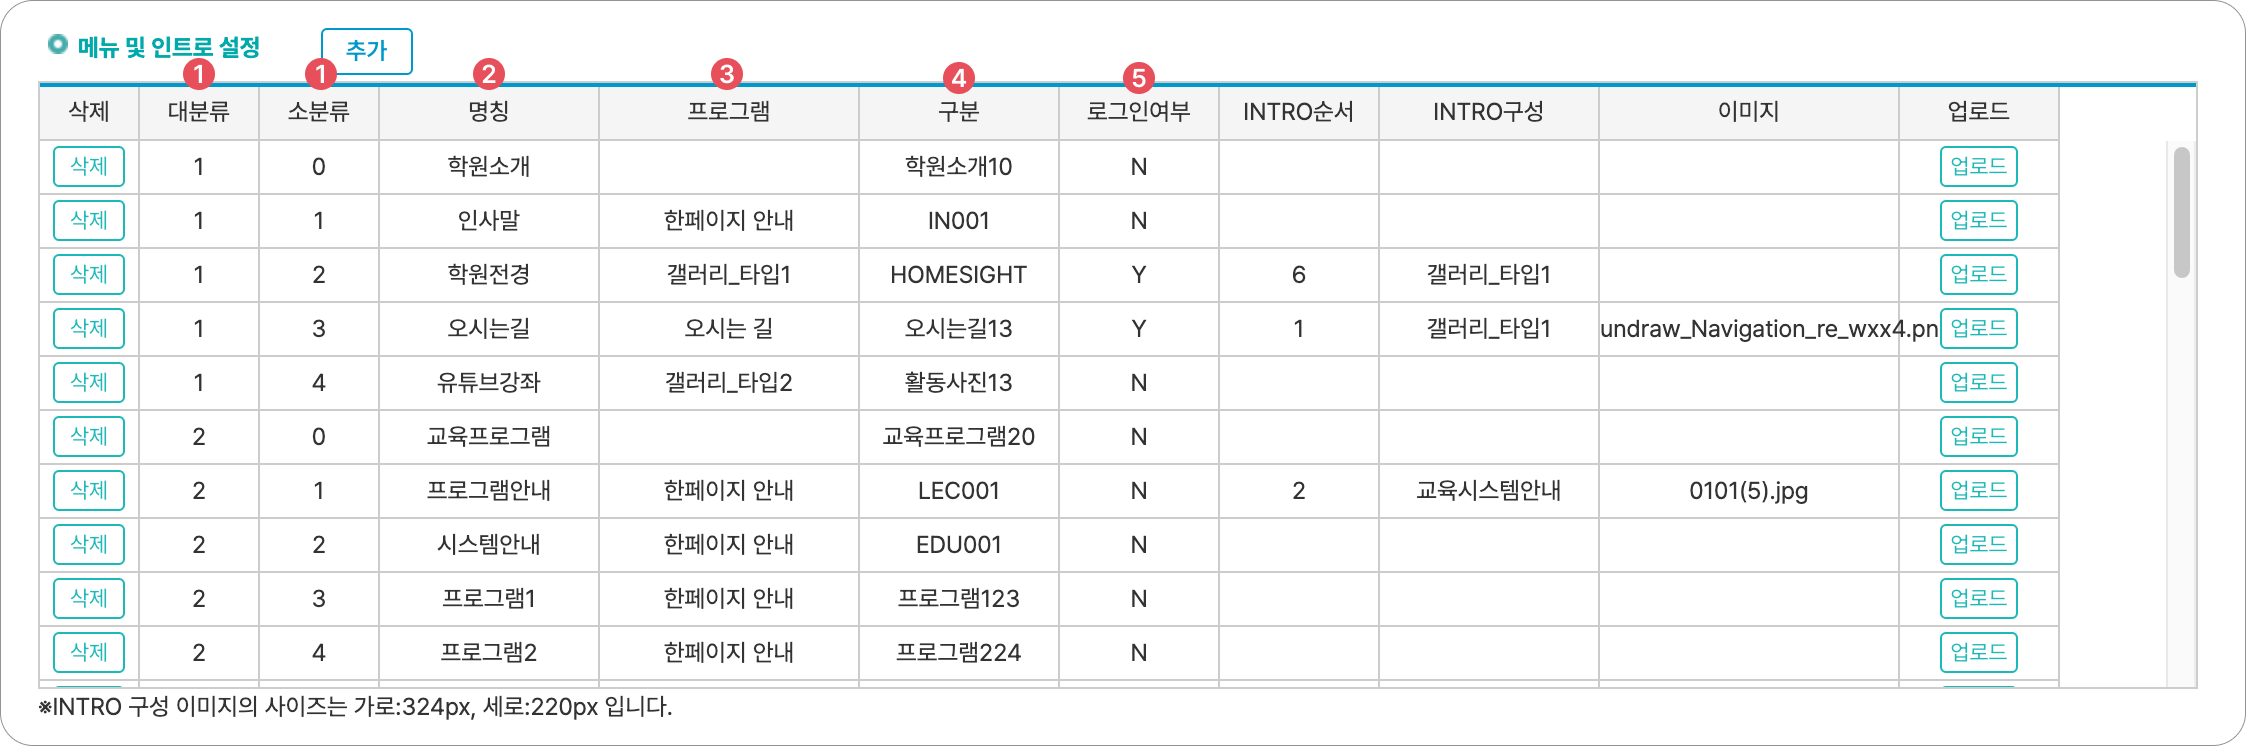 메뉴 및 인트로 설정 추가
1 1 2 3 4 5
삭제 대분류 소분류 명칭 프로그램 구분 로그인여부 INTRO순서 INTRO구성 이미지 업로드
삭제 1 0 학원소개 학원소개10 N 업로드
삭제 1 1 인사말 한페이지 안내 IN001 N 업로드
삭제 1 2 학원전경 갤러리_타입1 HOMESIGHT Y 6 갤러리_타입1 업로드
삭제 1 3 오시는길 오시는 길 오시는길13 Y 1 갤러리_타입1 undraw_Navigation_re_wxx4.pn 업로드
삭제 1 4 유튜브강좌 갤러리_타입2 활동사진13 N 업로드
삭제 2 0 교육프로그램 교육프로그램20 N 업로드
삭제 2 1 프로그램안내 한페이지 안내 LEC001 N 2 교육시스템안내 0101(5).jpg 업로드
삭제 2 2 시스템안내 한페이지 안내 EDU001 N 업로드
삭제 2 3 프로그램1 한페이지 안내 프로그램123 N 업로드
삭제 2 4 프로그램2 한페이지 안내 프로그램224 N 업로드
※INTRO 구성 이미지의 사이즈는 가로:324px, 세로:220px 입니다.